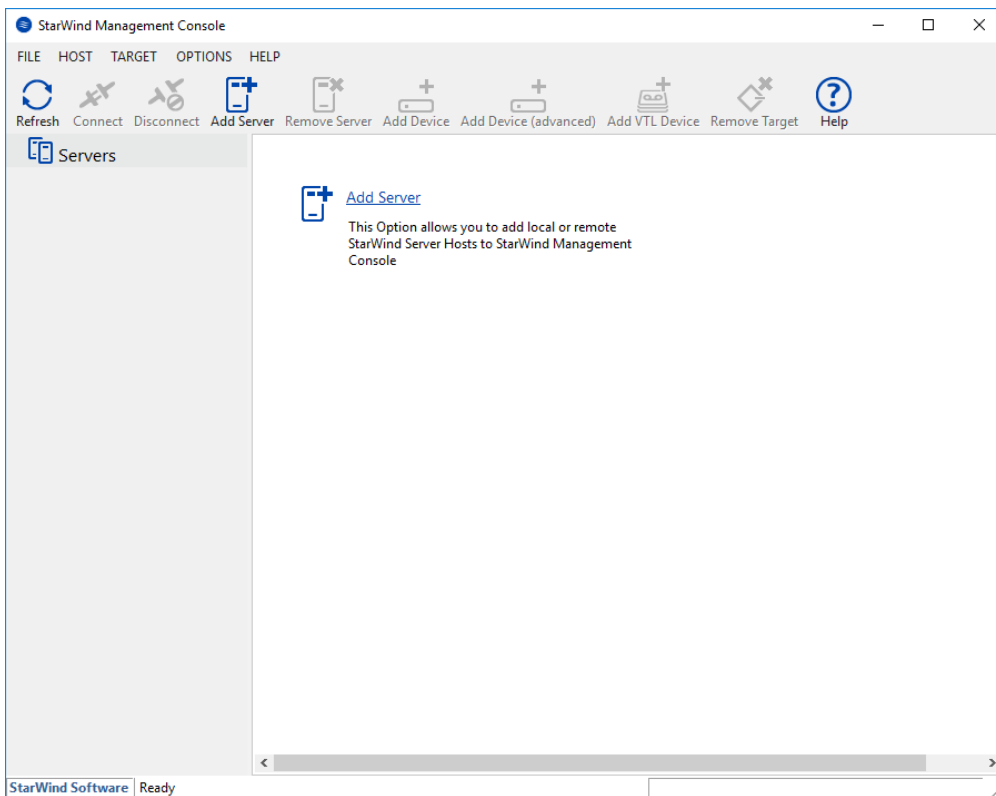 StarWind Management Console
FILE HOST TARGET OPTIONS HELP
Refresh Connect Disconnect Add Server Remove Server Add Device Add Device (advanced) Add VTL Device Remove Target Help
Servers
Add Server
This Option allows you to add local or remote
StarWind Server Hosts to StarWind Management
Console
StarWind Software Ready